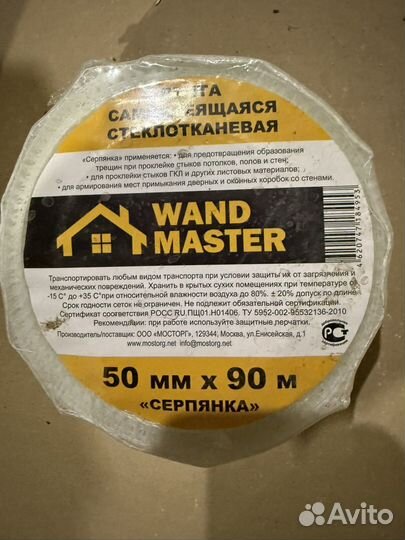 САМ
СТЕКЛОТКАНЕВАЯ
«Серпянка» применяется: • для предотвращения образования
трещин при проклейки стыков потолков, полов и стен;
• для проклейки стыков ГКЛ и других листовых материалов;
• для армирования мест примыкания дверных и оконных коробок со стенами.
WAND
MASTER
4620747184953
Транспортировать любым видом транспорта при условии защиты их от загрязнения и
механических повреждений. Хранить в крытых сухих помещениях при температуре от
-15 C° до +35 C°при относительной влажности воздуха до 80%. ± 20% допуск по длине
Срок годности сеток не ограничен. Не подлежит обязательной сертификации.
Сертификат соответствия РОСС RU.ПЩ01.Н01406. ТУ 5952-002-95532136-2010
Рекомендации: при работе используйте защитные перчатки.
Производитель/поставщик: ООО «МОСТОРГ», 129344, Москва, ул.Енисейская, д.1
www.mostorg.net info@mostorg.net
50 мм x 90 м
«СЕРПЯНКА»
Avito